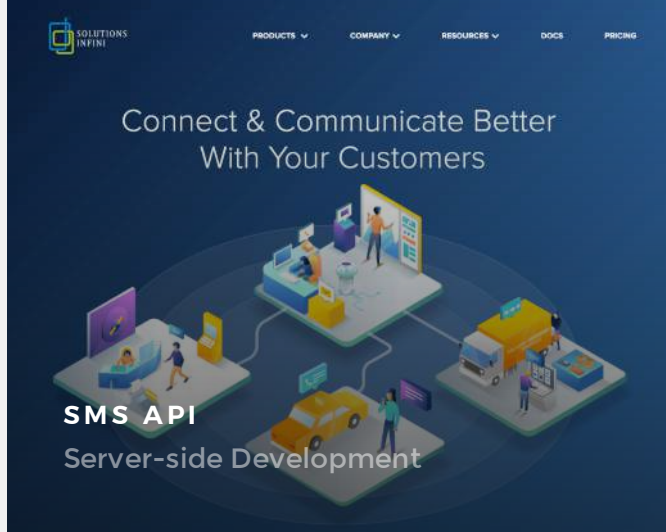 SOLUTIONS
INFINI
PRODUCTS COMPANY RESOURCES DOCS PRICING
Connect & Communicate Better
With Your Customers
SMS API
Server-side Development